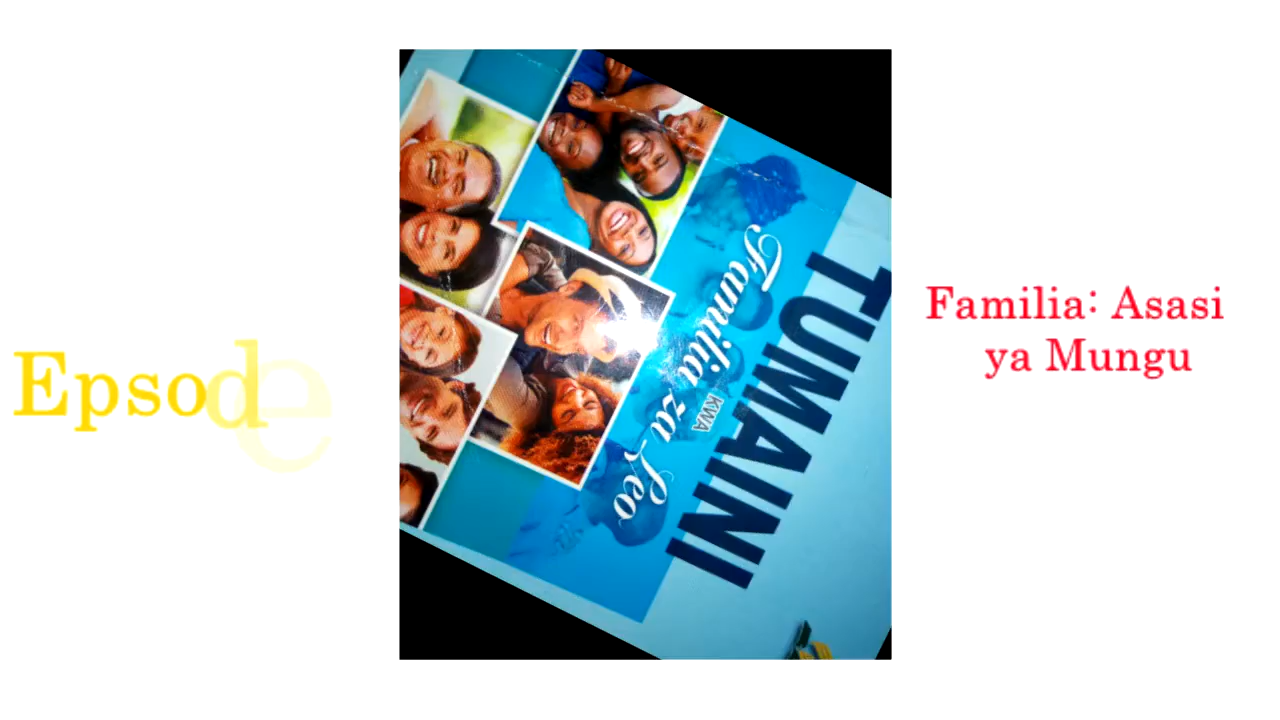 Epsode
TUMAINI
KWA
Familia za Leo
Familia: Asasi
ya Mungu